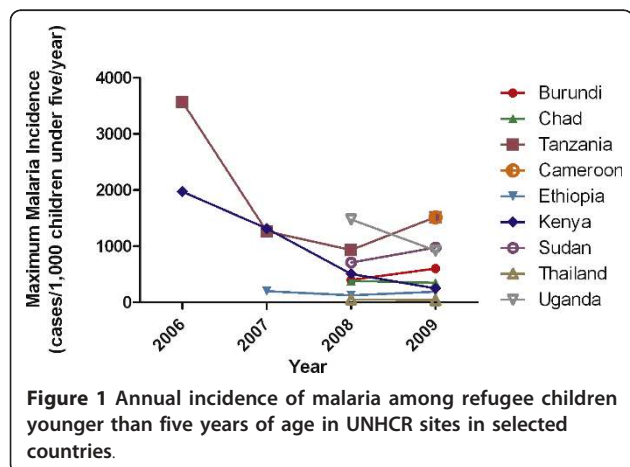 Maximum Malaria Incidence
(cases/1,000 children under five/year)
4000
3000
2000
1000
0
2006
2007
2008
2009
Year
Burundi
Chad
Tanzania
Cameroon
Ethiopia
Kenya
Sudan
Thailand
Uganda
Figure 1 Annual incidence of malaria among refugee children
younger than five years of age in UNHCR sites in selected
countries.